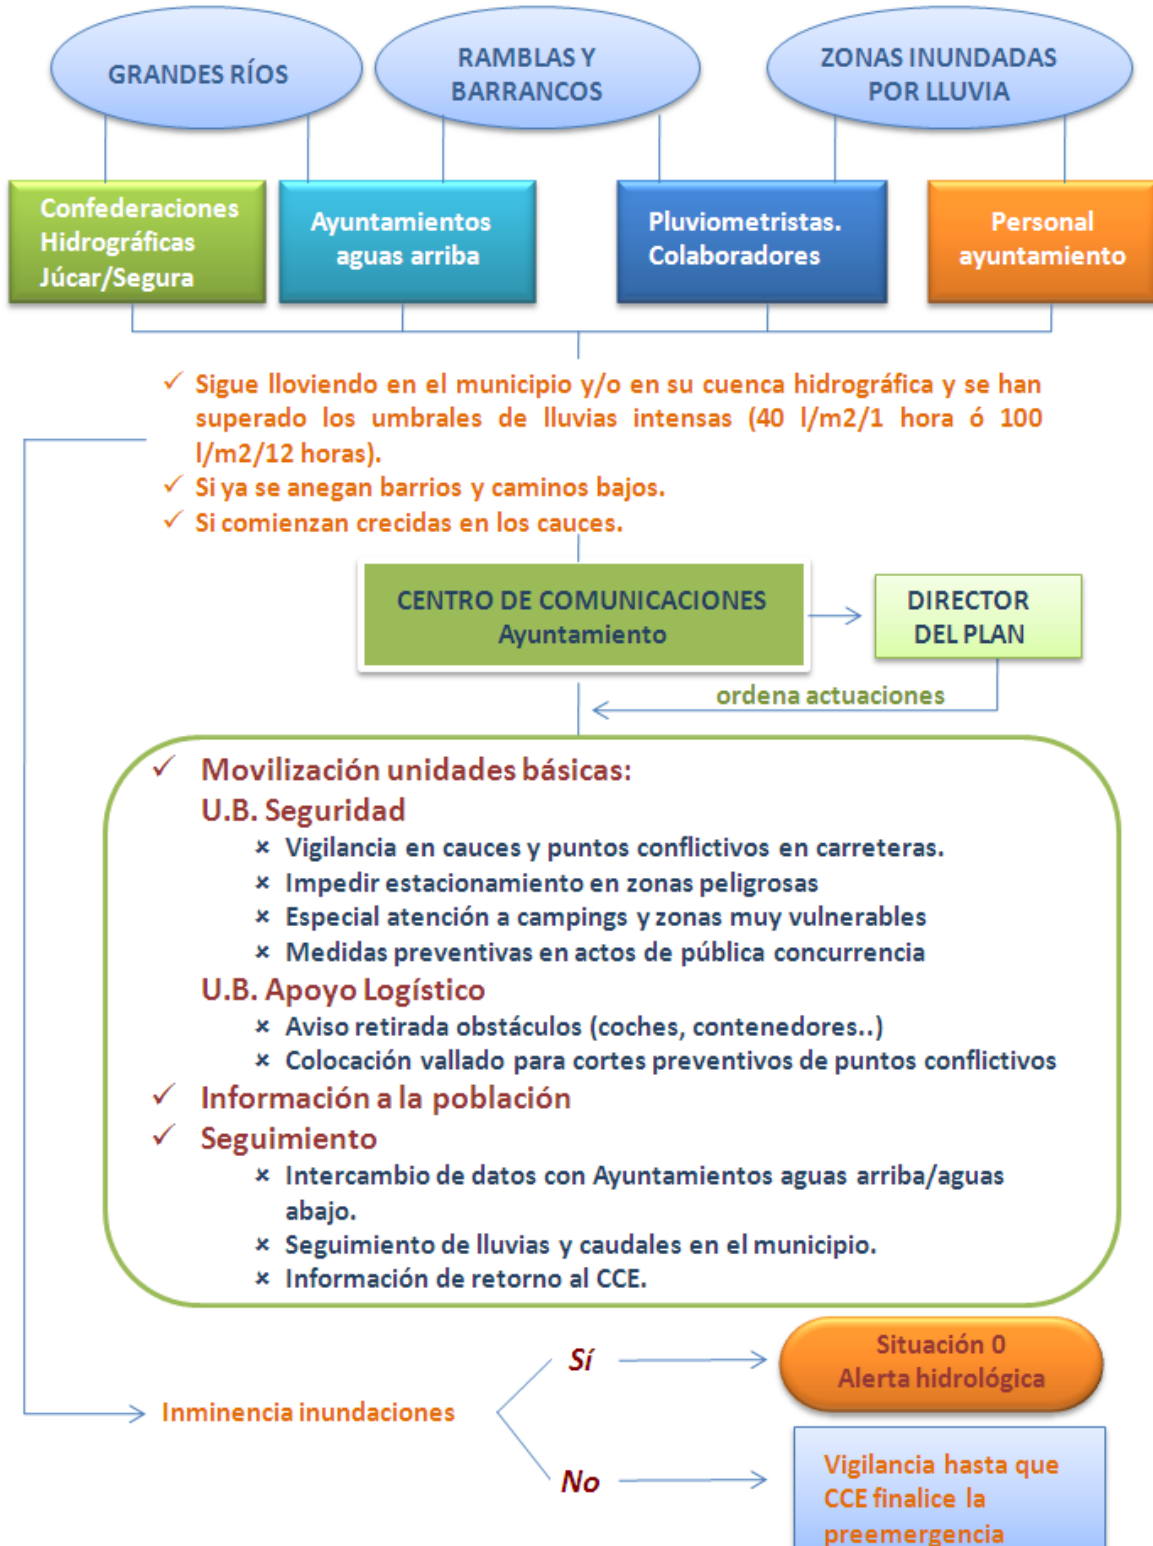 GRANDES RÍOS
RAMBLAS Y
BARRANCOS
ZONAS INUNDADAS
POR LLUVIA
Confederaciones
Hidrográficas
Júcar/Segura
Ayuntamientos
aguas arriba
Pluviometristas.
Colaboradores
Personal
ayuntamiento
✓ Sigue lloviendo en el municipio y/o en su cuenca hidrográfica y se han
superado los umbrales de lluvias intensas (40 l/m2/1 hora ó 100
l/m2/12 horas).
✓ Si ya se anegan barrios y caminos bajos.
✓ Si comienzan crecidas en los cauces.
CENTRO DE COMUNICACIONES
Ayuntamiento
DIRECTOR
DEL PLAN
ordena actuaciones
✓ Movilización unidades básicas:
U.B. Seguridad
× Vigilancia en cauces y puntos conflictivos en carreteras.
× Impedir estacionamiento en zonas peligrosas
× Especial atención a campings y zonas muy vulnerables
× Medidas preventivas en actos de pública concurrencia
U.B. Apoyo Logístico
× Aviso retirada obstáculos (coches, contenedores..)
× Colocación vallado para cortes preventivos de puntos conflictivos
✓ Información a la población
✓ Seguimiento
× Intercambio de datos con Ayuntamientos aguas arriba/aguas
abajo.
× Seguimiento de lluvias y caudales en el municipio.
× Información de retorno al CCE.
Inminencia inundaciones
Sí
Situación 0
Alerta hidrológica
No
Vigilancia hasta que
CCE finalice la
preemergencia